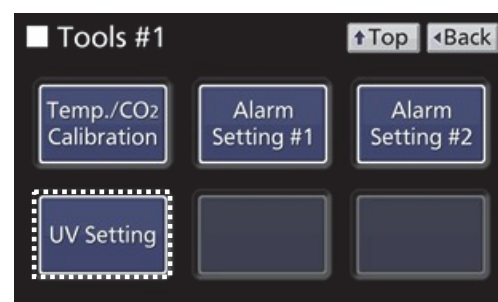 ■ Tools #1
↑Top ◂Back
Temp./CO2
Calibration
Alarm
Setting #1
Alarm
Setting #2
UV Setting